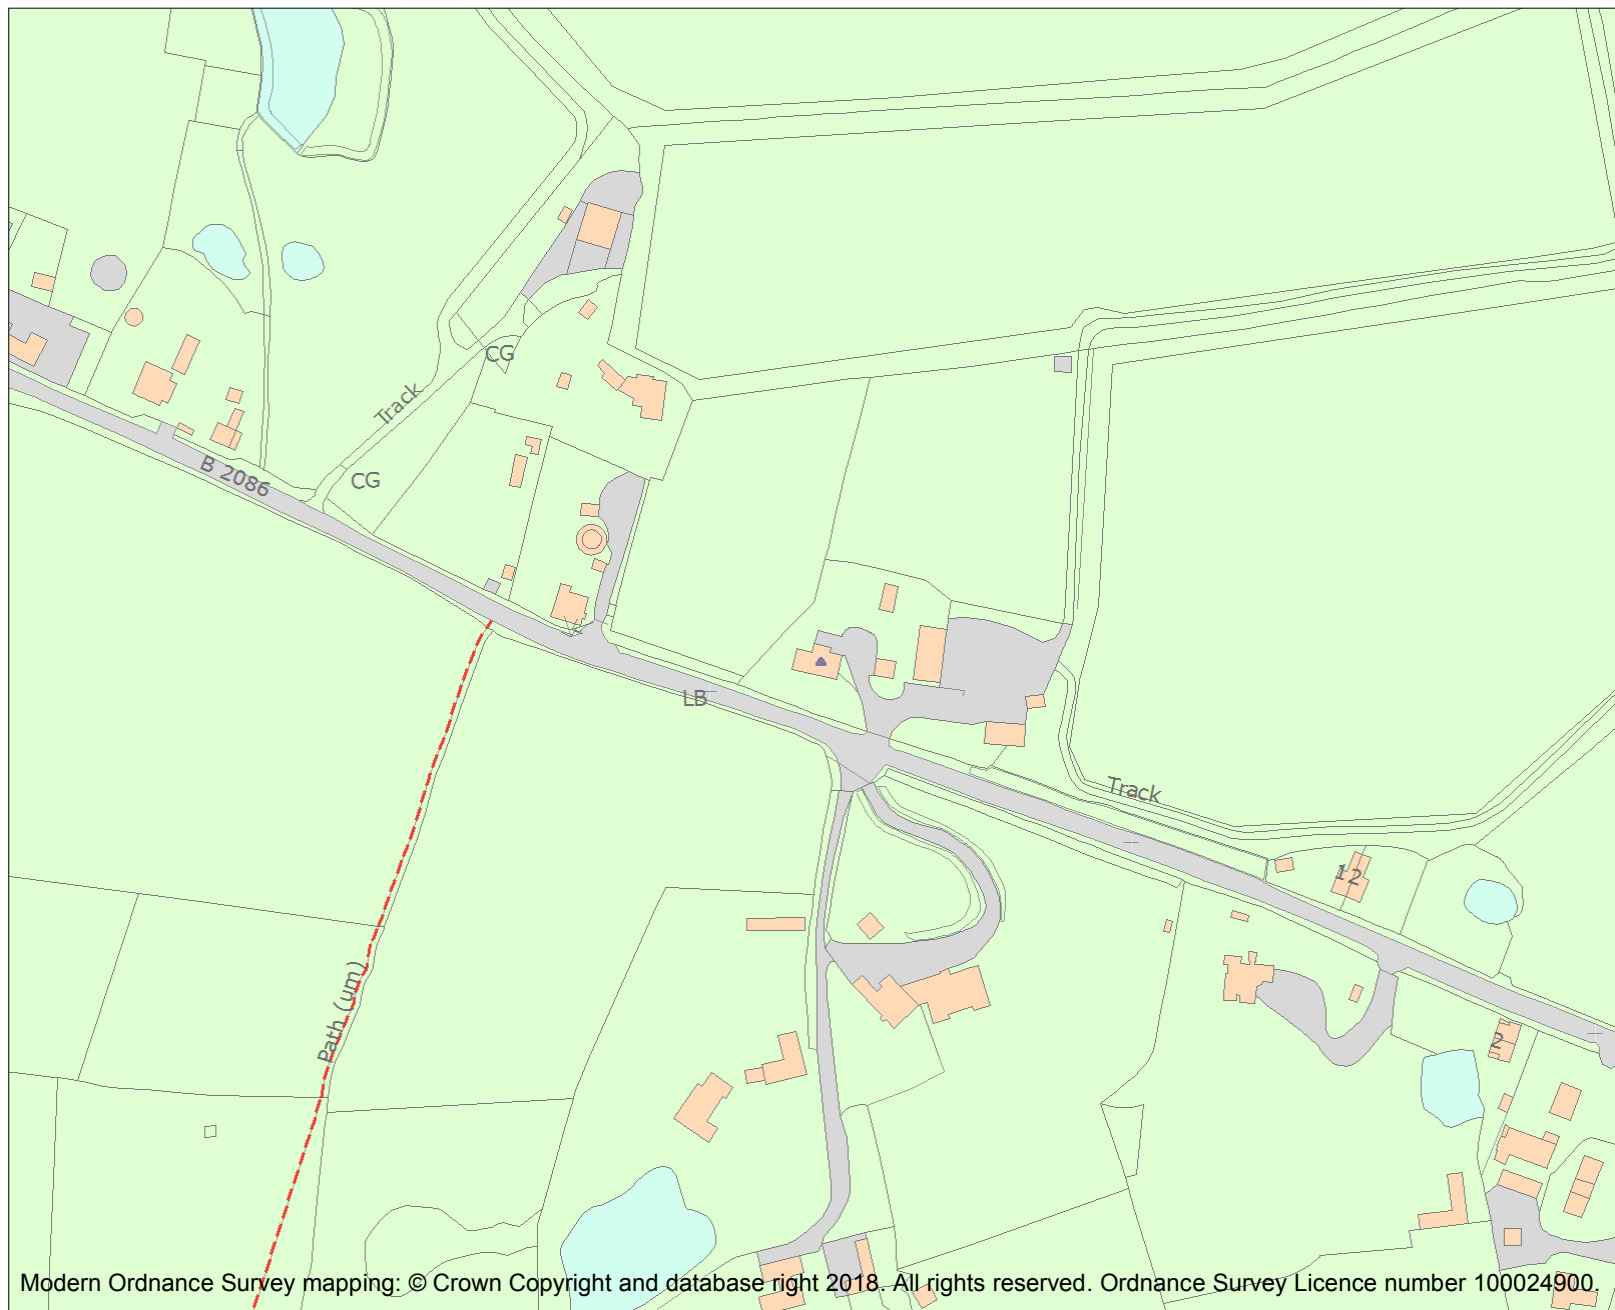 CG
Track
B 2086
CG
LB
Track
12
Path (um)
2
Modern Ordnance Survey mapping: © Crown Copyright and database right 2018. All rights reserved. Ordnance Survey Licence number 100024900.